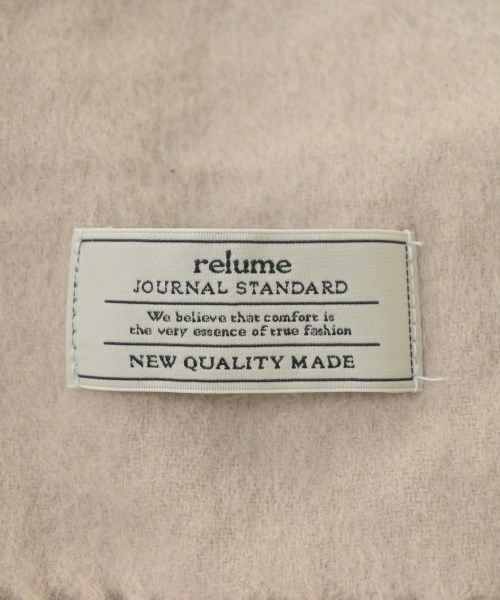 relume
JOURNAL STANDARD
We believe that comfort is
the very essence of true fashion
NEW QUALITY MADE